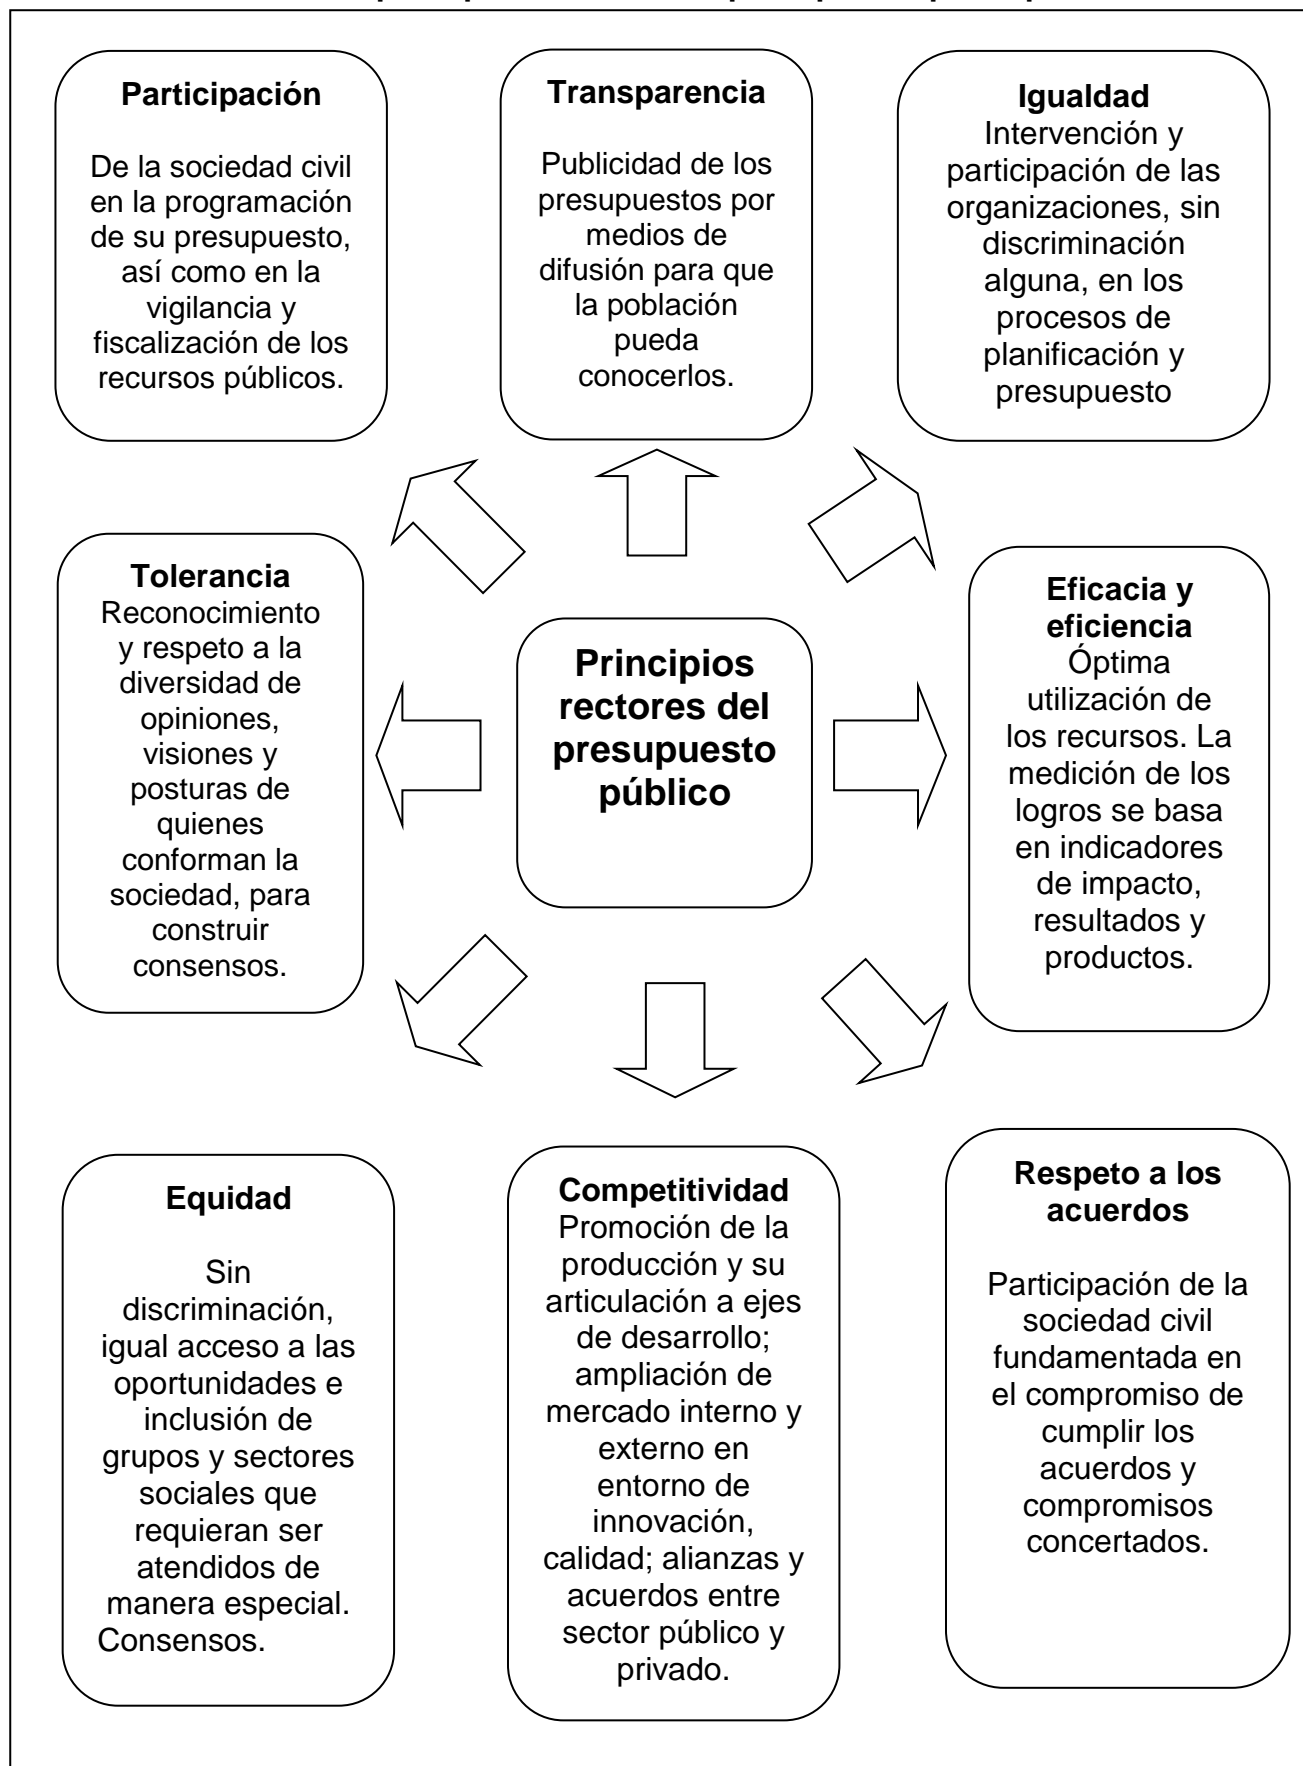 Participación
De la sociedad civil
en la programación
de su presupuesto,
así como en la
vigilancia y
fiscalización de los
recursos públicos.
Transparencia
Publicidad de los
presupuestos por
medios de
difusión para que
la población
pueda
conocerlos.
Igualdad
Intervención y
participación de las
organizaciones, sin
discriminación
alguna, en los
procesos de
planificación y
presupuesto
Tolerancia
Reconocimiento
y respeto a la
diversidad de
opiniones,
visiones y
posturas de
quienes
conforman la
sociedad, para
construir
consensos.
Principios
rectores del
presupuesto
público
Eficacia y
eficiencia
Óptima
utilización de
los recursos. La
medición de los
logros se basa
en indicadores
de impacto,
resultados y
productos.
Equidad
Sin
discriminación,
igual acceso a las
oportunidades e
inclusión de
grupos y sectores
sociales que
requieran ser
atendidos de
manera especial.
Consensos.
Competitividad
Promoción de la
producción y su
articulación a ejes
de desarrollo;
ampliación de
mercado interno y
externo en
entorno de
innovación,
calidad; alianzas y
acuerdos entre
sector público y
privado.
Respeto a los
acuerdos
Participación de la
sociedad civil
fundamentada en
el compromiso de
cumplir los
acuerdos y
compromisos
concertados.